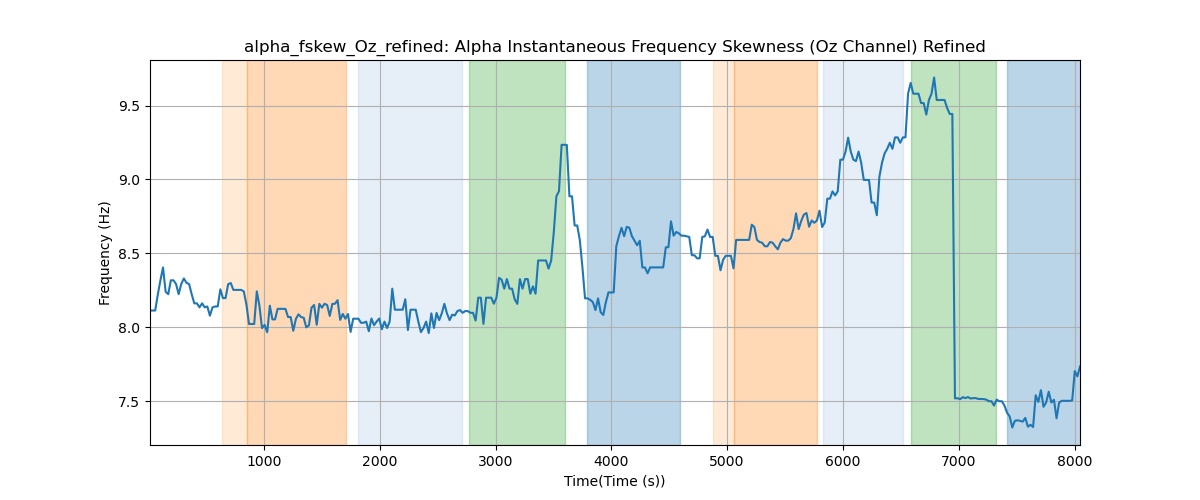 alpha_fskew_Oz_refined: Alpha Instantaneous Frequency Skewness (Oz Channel) Refined
9.5
9.0
8.5
8.0
7.5
Frequency (Hz)
1000 2000 3000 4000 5000 6000 7000 8000
Time(Time (s))